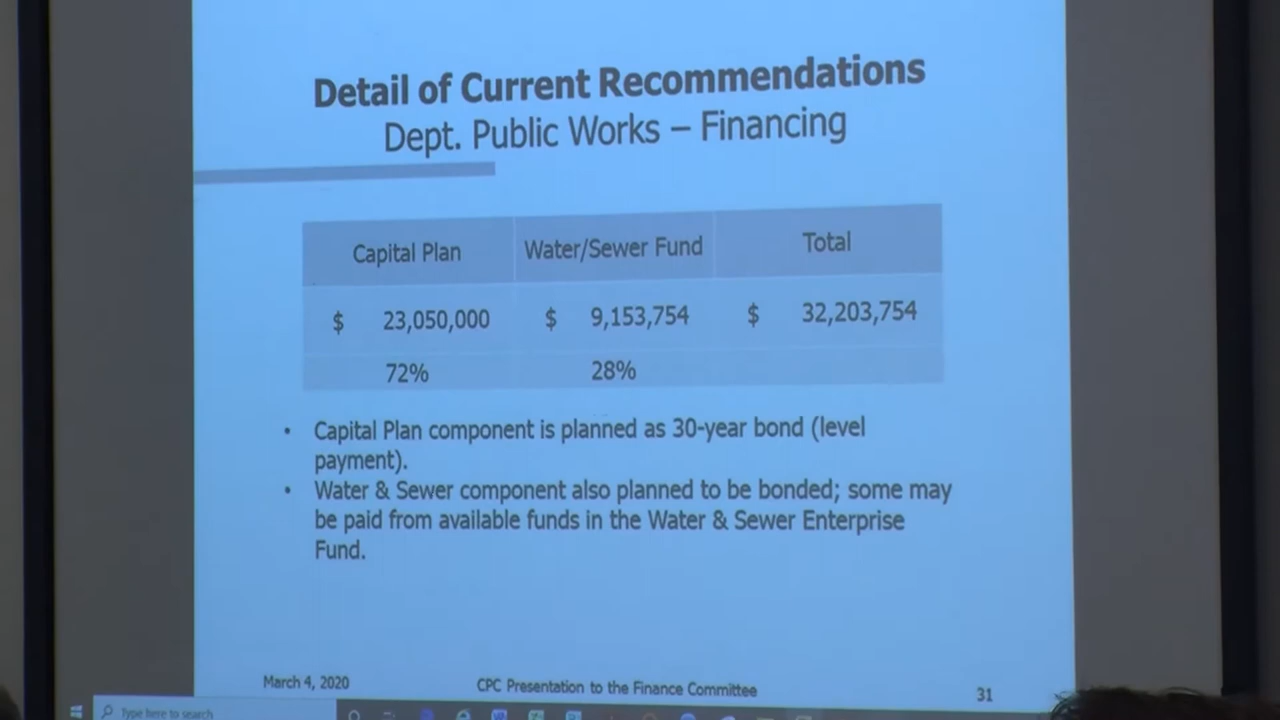 Detail of Current Recommendations
Dept. Public Works – Financing
Capital Plan Water/Sewer Fund Total
$ 23,050,000 $ 9,153,754 $ 32,203,754
72% 28%
• Capital Plan component is planned as 30-year bond (level
payment).
• Water & Sewer component also planned to be bonded; some may
be paid from available funds in the Water & Sewer Enterprise
Fund.
March 4, 2020 CPC Presentation to the Finance Committee 31
Type here to search